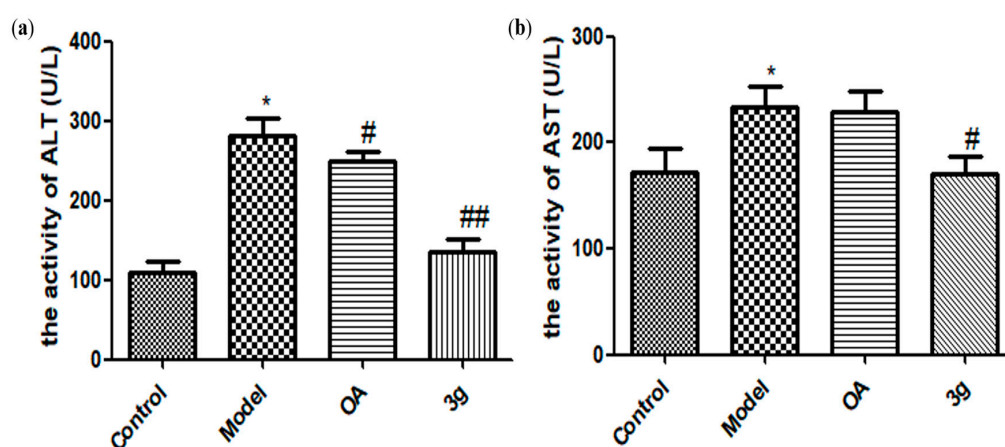 (a)
the activity of ALT (U/L)
400
300
200
100
0
*
#
##
Control
Model
OA
3g
(b)
the activity of AST (U/L)
300
200
100
0
*
#
Control
Model
OA
3g